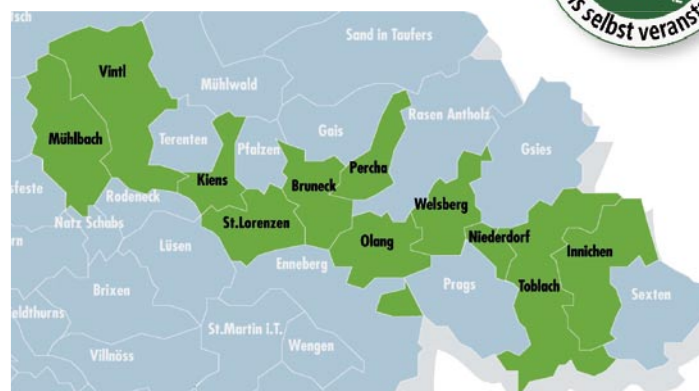 selbst veranst
Sand in Taufers
Vintl
Mühlwald
Rasen Antholz
Mühlbach
Terenten
Pfalzen
Gais
Gsies
Percha
Kiens
Bruneck
Rodeneck
Welsberg
Natz Schabs
St.Lorenzen
Olang
Niederdorf
Innichen
Lüsen
Enneberg
Brixen
Prags
Toblach
Sexten
St.Martin i.T.
Wengen
Villnöss